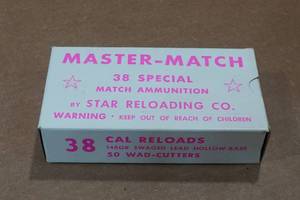 MASTER-MATCH
38 SPECIAL
MATCH AMMUNITION
BY STAR RELOADING CO.
WARNING • KEEP OUT OF REACH OF CHILDREN
38 CAL RELOADS
148GR SWAGED LEAD HOLLOW-BASE
50 WAD-CUTTERS